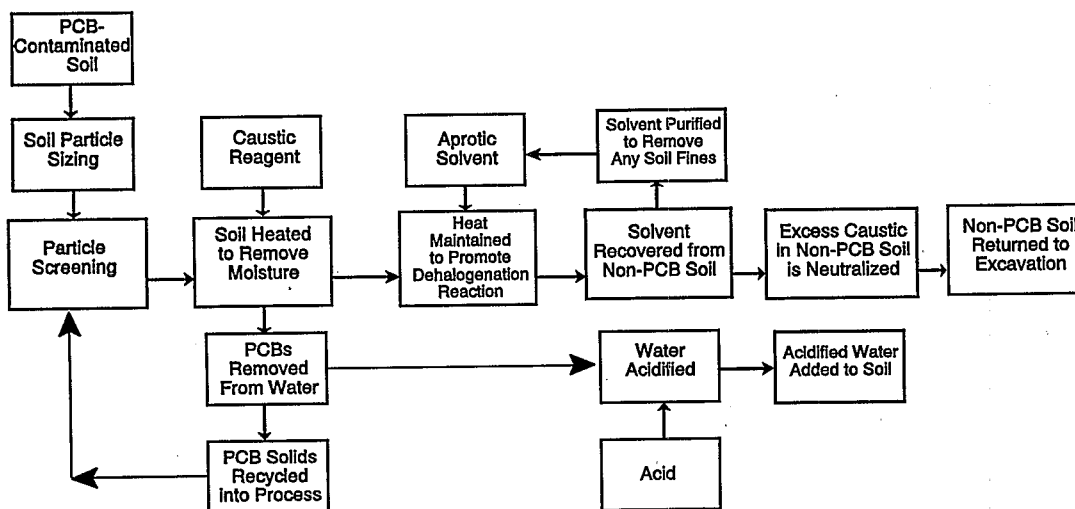 PCB-
Contaminated
Soil
Soil Particle
Sizing
Caustic
Reagent
Aprotic
Solvent
Solvent Purified
to Remove
Any Soil Fines
Particle
Screening
Soil Heated
to Remove
Moisture
Heat
Maintained
to Promote
Dehalogenation
Reaction
Solvent
Recovered from
Non-PCB Soil
Excess Caustic
in Non-PCB Soil
is Neutralized
Non-PCB Soil
Returned to
Excavation
PCBs
Removed
From Water
Water
Acidified
Acidified Water
Added to Soil
PCB Solids
Recycled
into Process
Acid